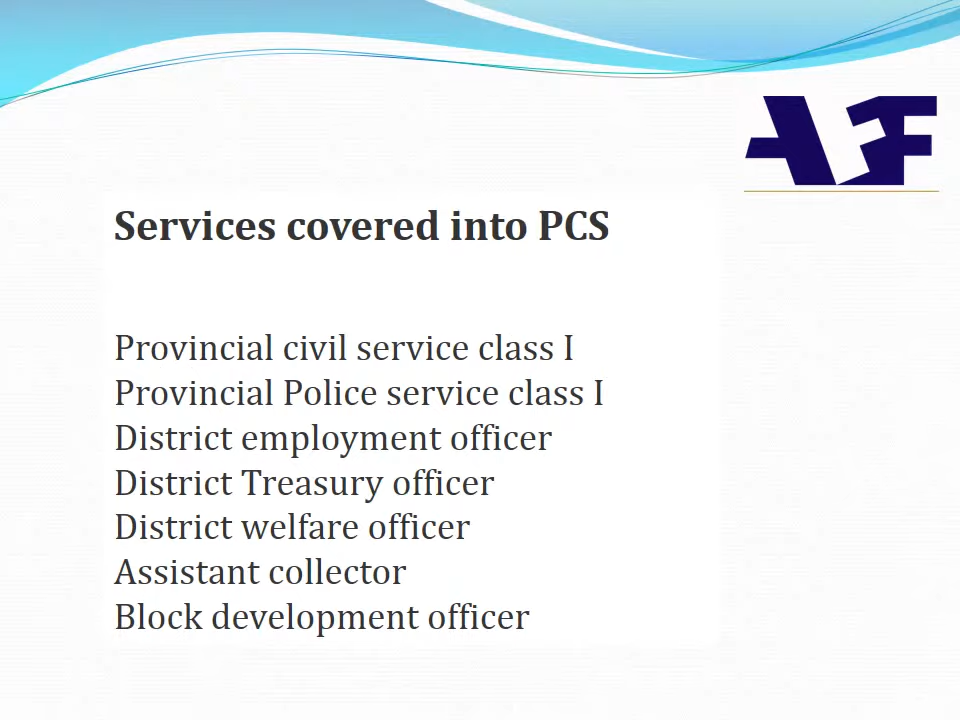 Services covered into PCS
Provincial civil service class I
Provincial Police service class I
District employment officer
District Treasury officer
District welfare officer
Assistant collector
Block development officer